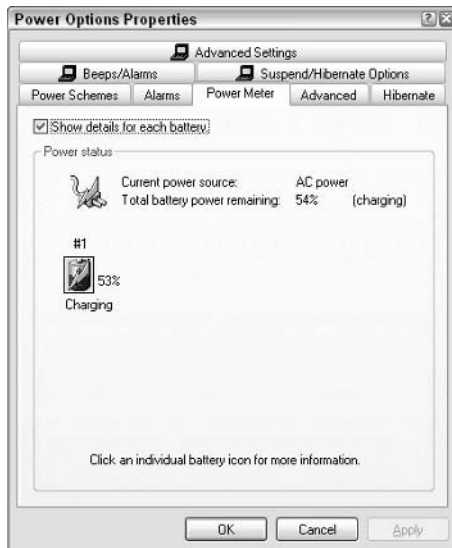 Power Options Properties
Advanced Settings
Beeps/Alarms Suspend/Hibernate Options
Power Schemes Alarms Power Meter Advanced Hibernate
Show details for each battery.
Power status
Current power source: AC power
Total battery power remaining: 54% (charging)
#1
53%
Charging
Click an individual battery icon for more information.
OK Cancel Apply